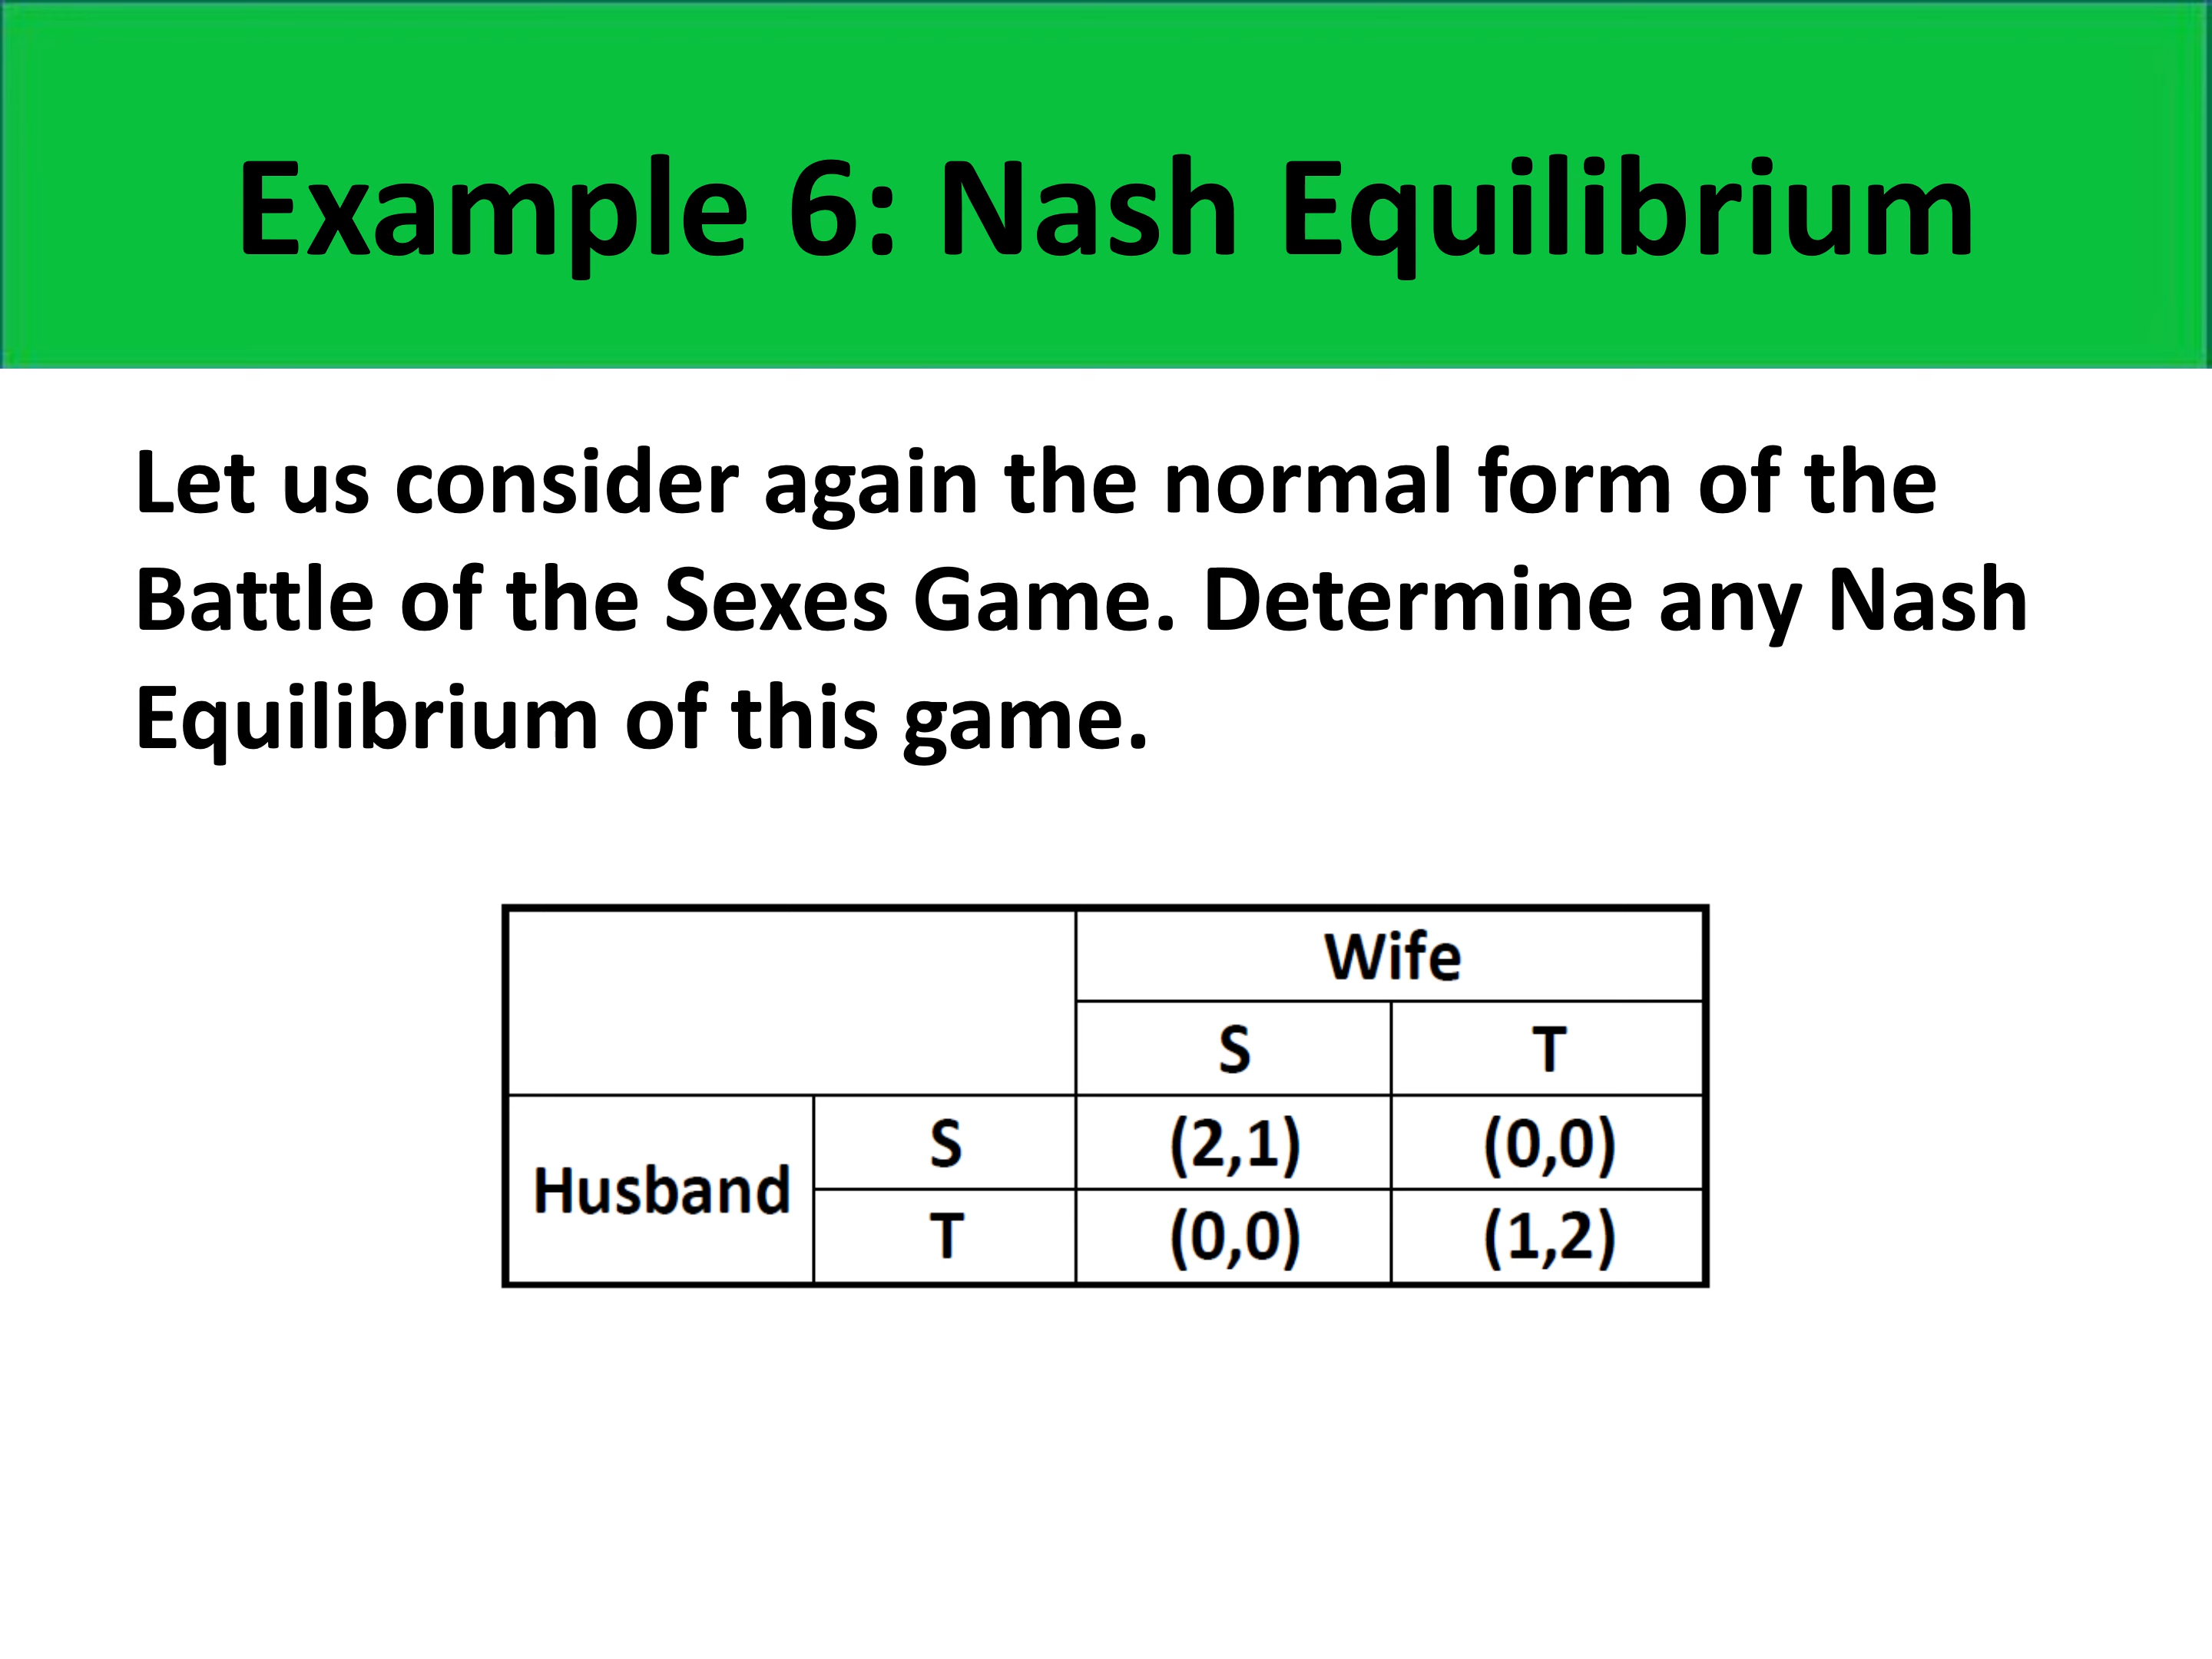 Example 6: Nash Equilibrium
Let us consider again the normal form of the
Battle of the Sexes Game. Determine any Nash
Equilibrium of this game.
Wife
S T
Husband
S (2,1) (0,0)
T (0,0) (1,2)